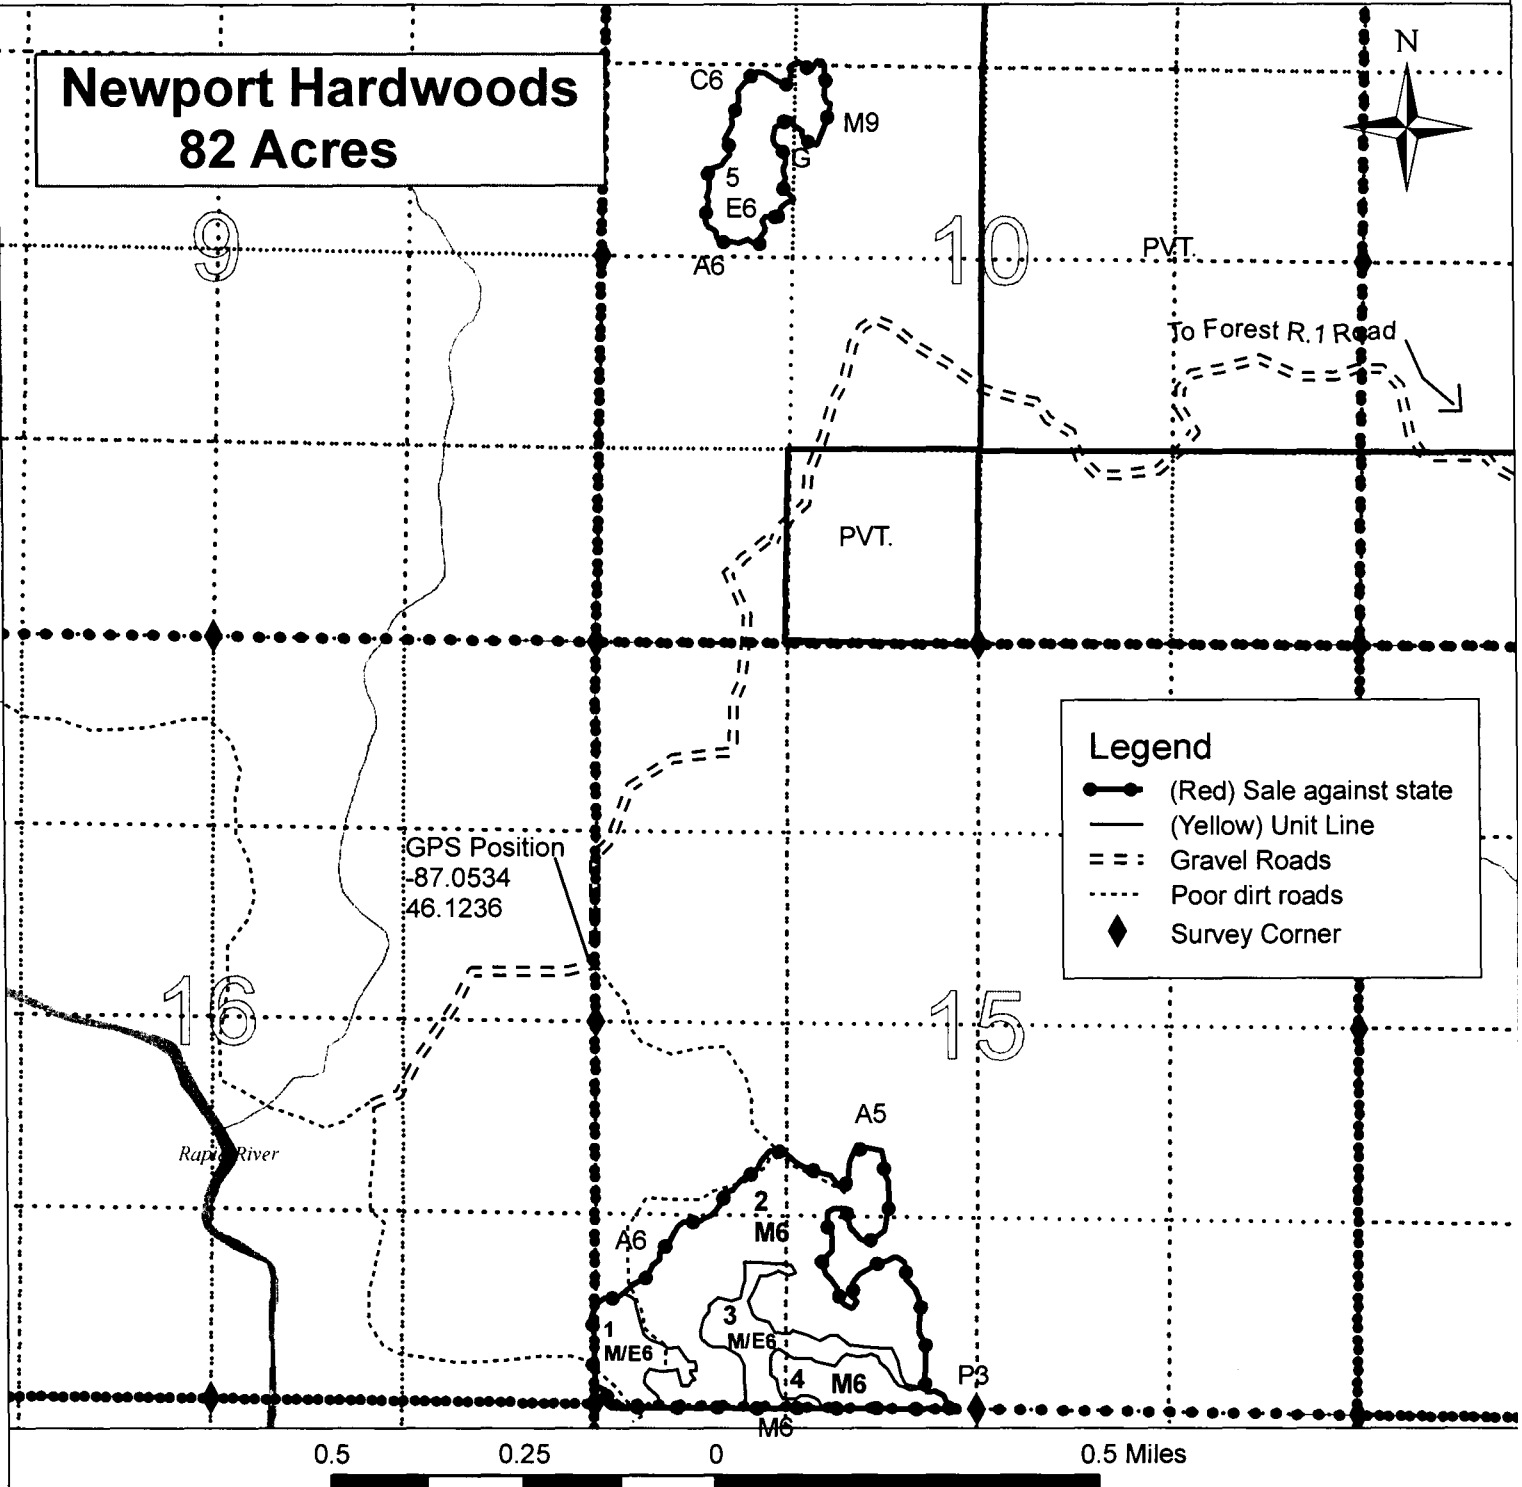 Newport Hardwoods
82 Acres
N
C6
M9
G
5
E6
A6
9
10
PVT.
To Forest R.1 Road
PVT.
Legend
(Red) Sale against state
(Yellow) Unit Line
Gravel Roads
Poor dirt roads
Survey Corner
GPS Position
-87.0534
46.1236
16
15
Rapid River
A5
2
M6
A6
1
M/E6
3
M/E6
4
M6
P3
M6
0.5 0.25 0 0.5 Miles